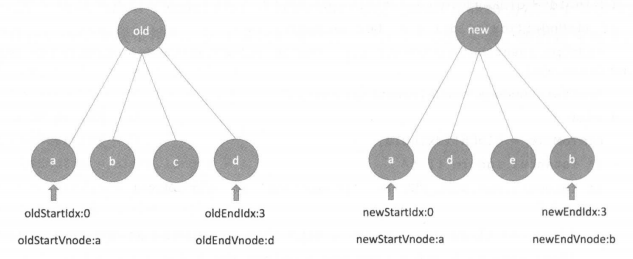 old
new
a b c d
a d e b
oldStartIdx:0 oldEndIdx:3
newStartIdx:0 newEndIdx:3
oldStartVnode:a oldEndVnode:d
newStartVnode:a newEndVnode:b